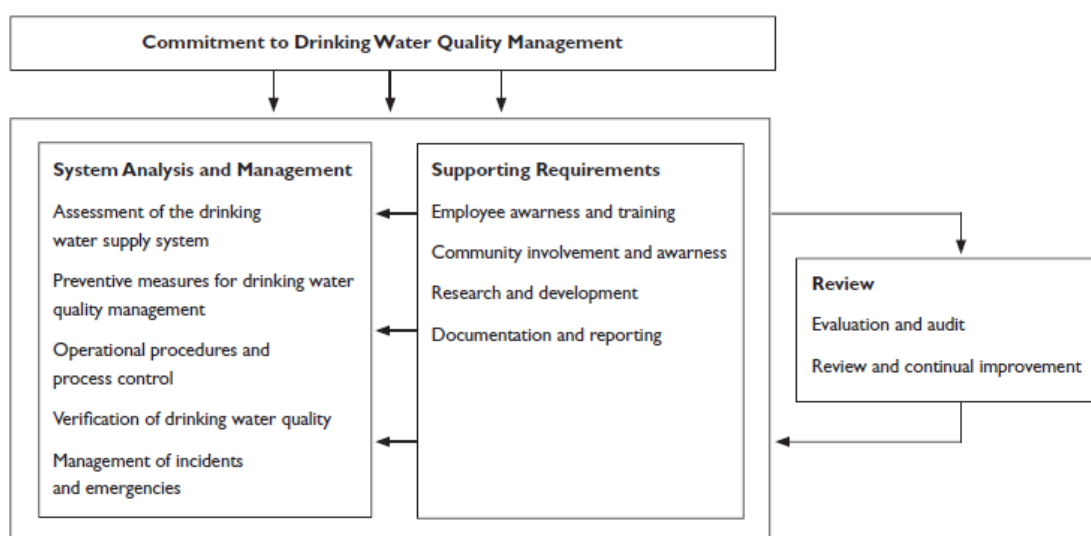 Commitment to Drinking Water Quality Management
System Analysis and Management
Assessment of the drinking
water supply system
Preventive measures for drinking water
quality management
Operational procedures and
process control
Verification of drinking water quality
Management of incidents
and emergencies
Supporting Requirements
Employee awarness and training
Community involvement and awarness
Research and development
Documentation and reporting
Review
Evaluation and audit
Review and continual improvement